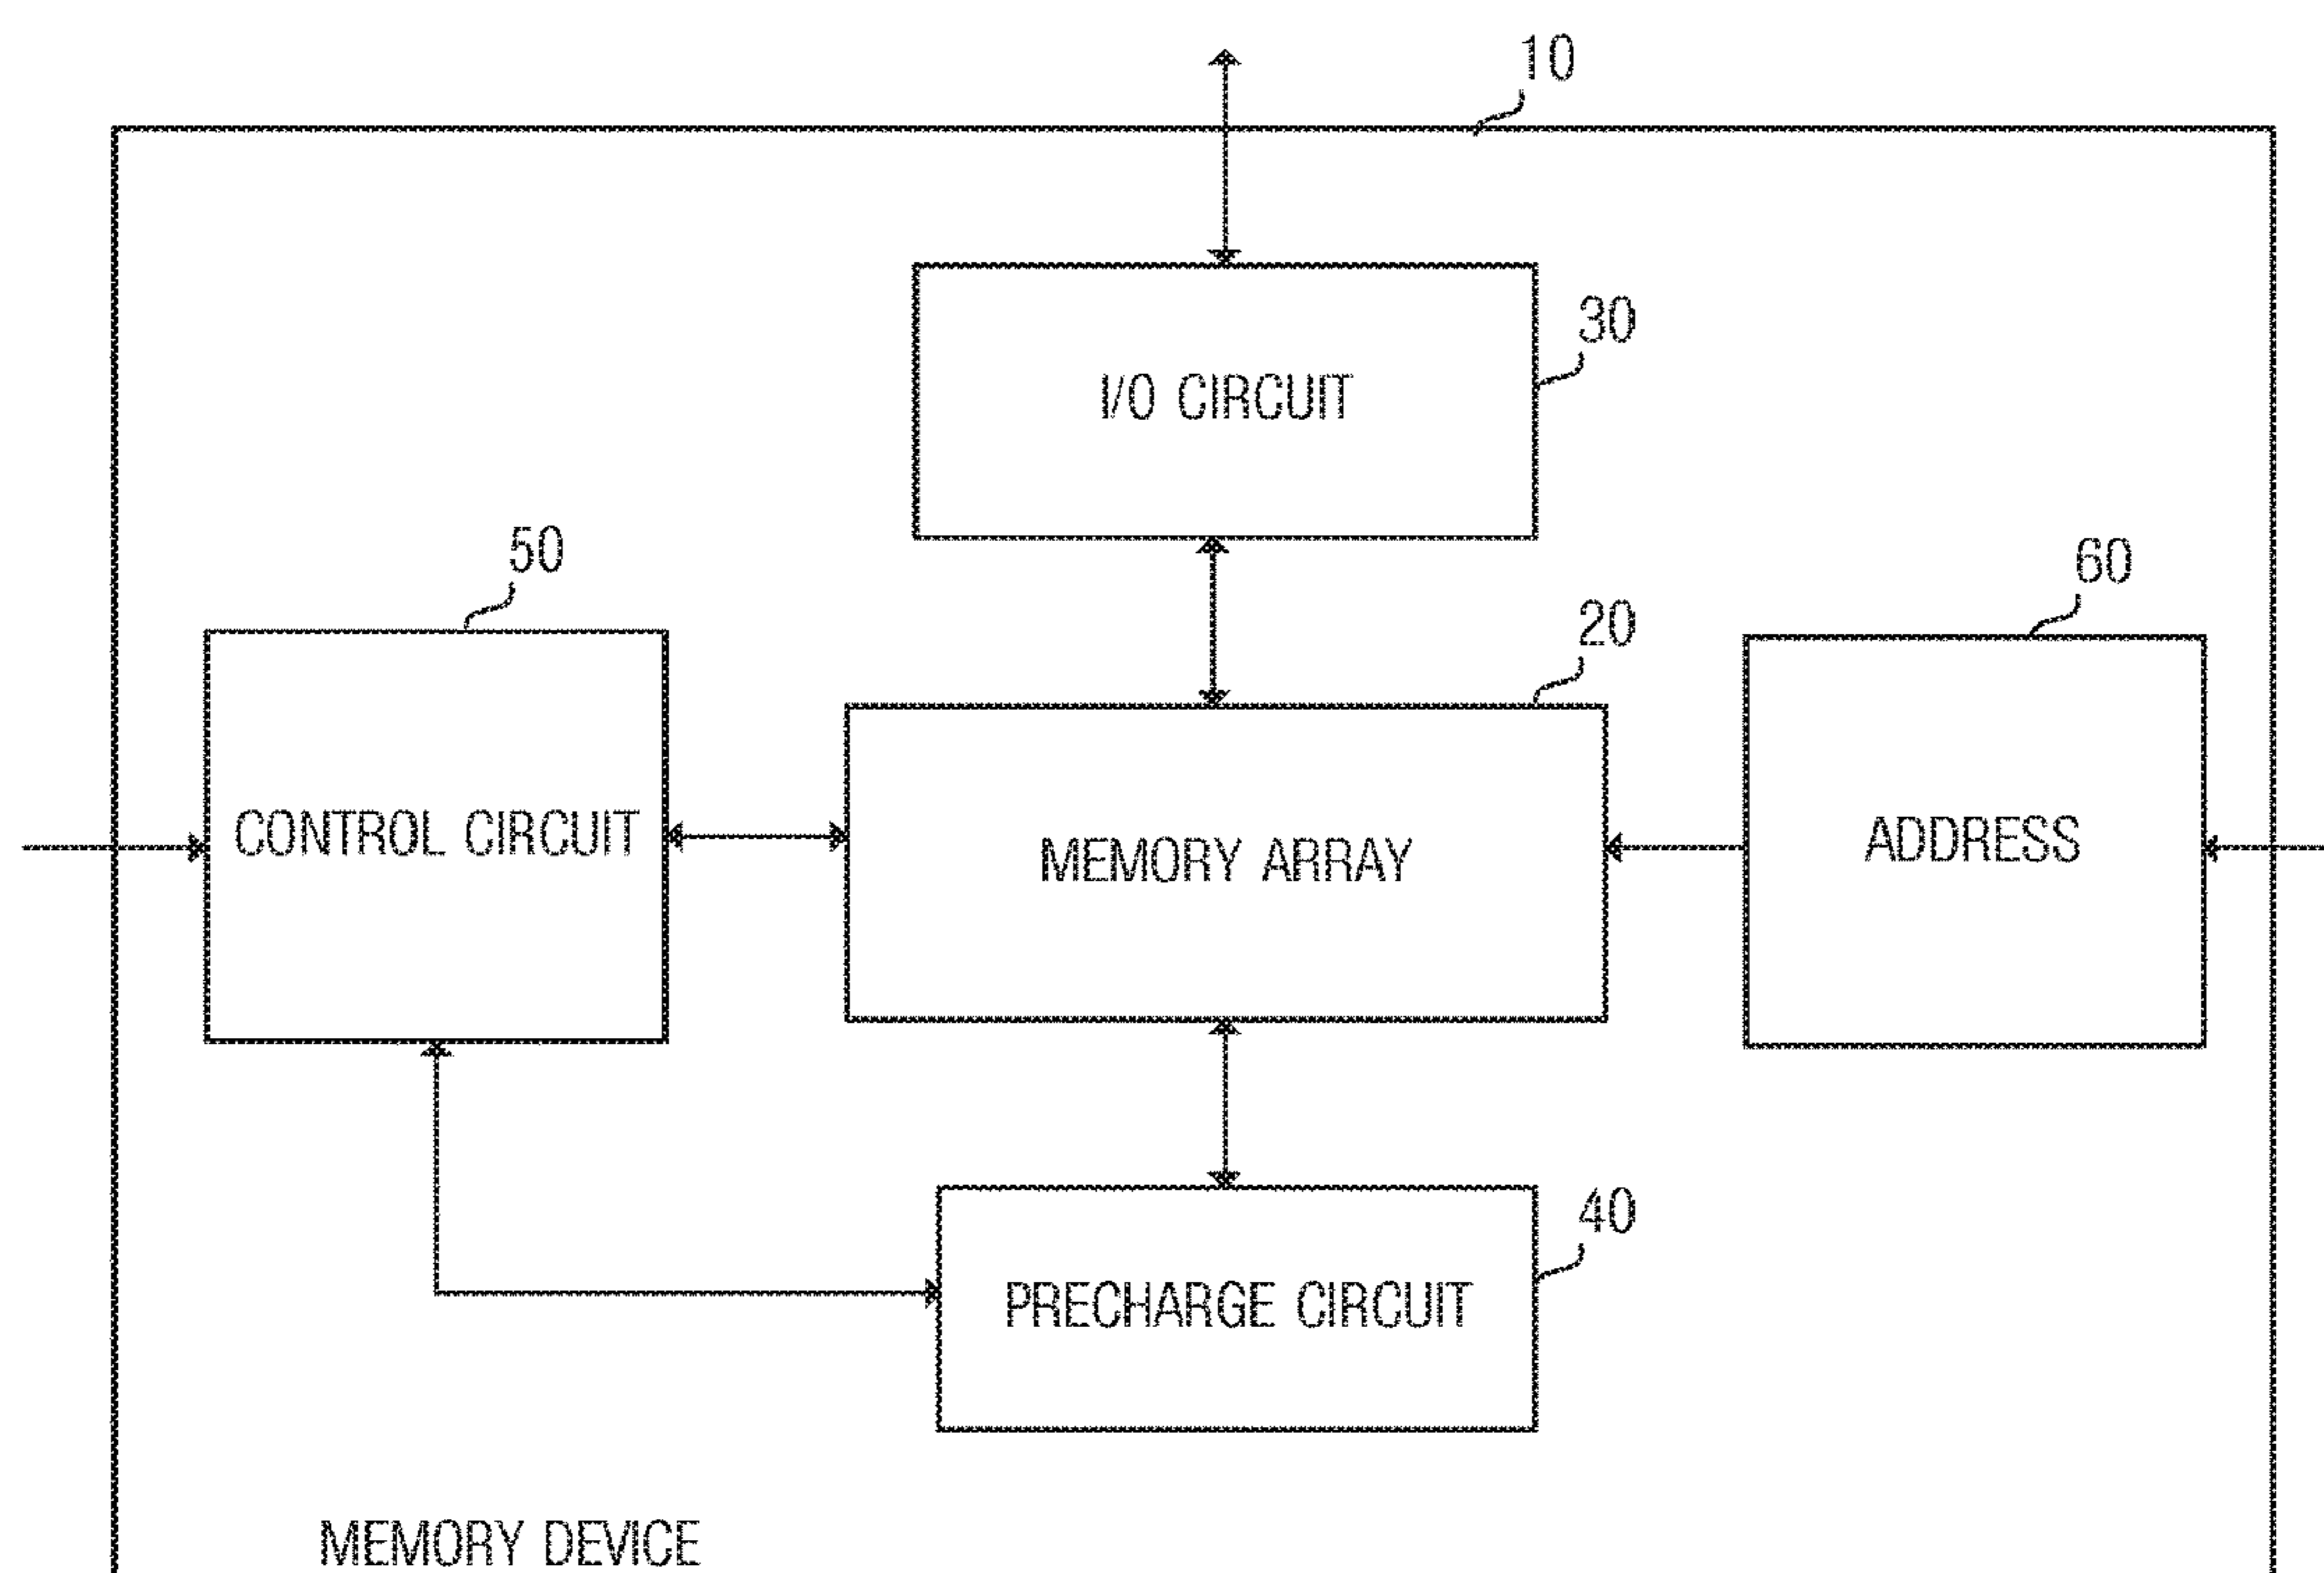 10
30
I/O CIRCUIT
50
60
20
CONTROL CIRCUIT
MEMORY ARRAY
ADDRESS
40
PRECHARGE CIRCUIT
MEMORY DEVICE